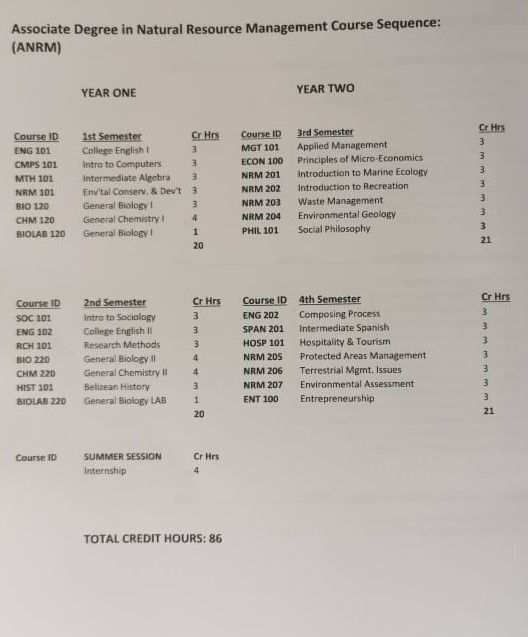 Associate Degree in Natural Resource Management Course Sequence:
(ANRM)
YEAR ONE
Course ID 1st Semester Cr Hrs
ENG 101 College English I 3
CMPS 101 Intro to Computers 3
MTH 101 Intermediate Algebra 3
NRM 101 Env'tal Conserv. & Dev't 3
BIO 120 General Biology I 3
CHM 120 General Chemistry I 4
BIOLAB 120 General Biology I 1
20
YEAR TWO
Course ID 3rd Semester Cr Hrs
MGT 101 Applied Management 3
ECON 100 Principles of Micro-Economics 3
NRM 201 Introduction to Marine Ecology 3
NRM 202 Introduction to Recreation 3
NRM 203 Waste Management 3
NRM 204 Environmental Geology 3
PHIL 101 Social Philosophy 3
21
Course ID 2nd Semester Cr Hrs
SOC 101 Intro to Sociology 3
ENG 102 College English II 3
RCH 101 Research Methods 3
BIO 220 General Biology II 4
CHM 220 General Chemistry II 4
HIST 101 Belizean History 3
BIOLAB 220 General Biology LAB 1
20
Course ID 4th Semester Cr Hrs
ENG 202 Composing Process 3
SPAN 201 Intermediate Spanish 3
HOSP 101 Hospitality & Tourism 3
NRM 205 Protected Areas Management 3
NRM 206 Terrestrial Mgmt. Issues 3
NRM 207 Environmental Assessment 3
ENT 100 Entrepreneurship 3
21
Course ID SUMMER SESSION Cr Hrs
Internship 4
TOTAL CREDIT HOURS: 86